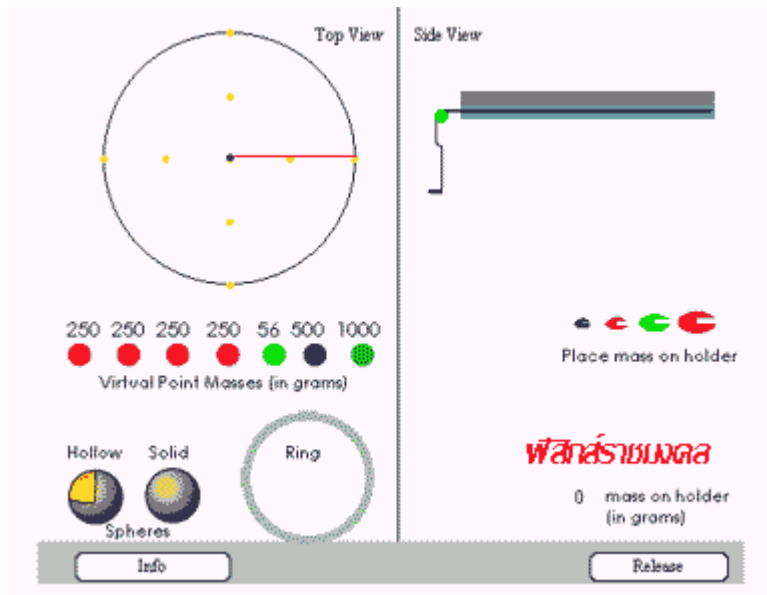 Top View
Side View
250 250 250 250 56 500 1000
Virtual Point Masses (in grams)
Place mass on holder
Hollow Solid
Ring
Spheres
ฟิสิกส์ราชมงคล
0 mass on holder
(in grams)
Info
Release